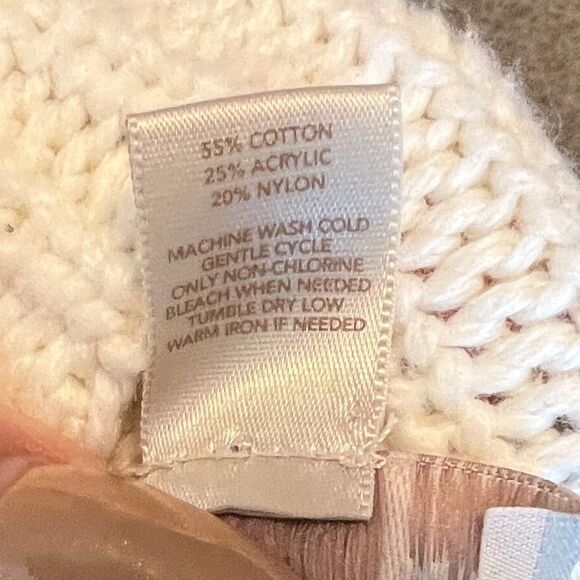 55% COTTON
25% ACRYLIC
20% NYLON
MACHINE WASH COLD
GENTLE CYCLE
ONLY NON-CHLORINE
BLEACH WHEN NEEDED
TUMBLE DRY LOW
WARM IRON IF NEEDED